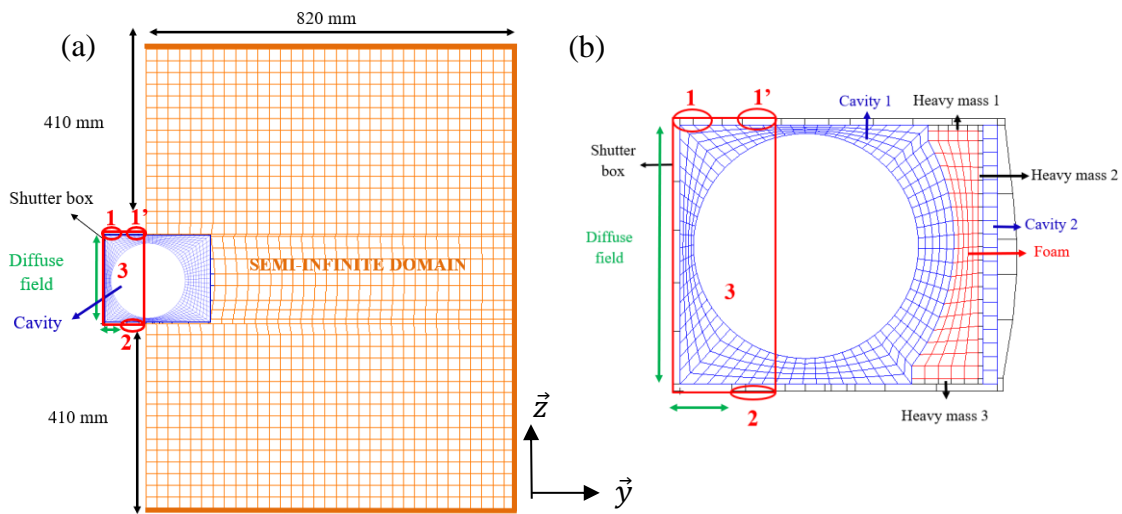 (a)
820 mm
410 mm
Shutter box
1
1'
Diffuse
field
3
SEMI-INFINITE DOMAIN
Cavity
2
410 mm
z
y
(b)
1
1'
Cavity 1
Heavy mass 1
Shutter
box
Heavy mass 2
Diffuse
field
Cavity 2
Foam
3
2
Heavy mass 3